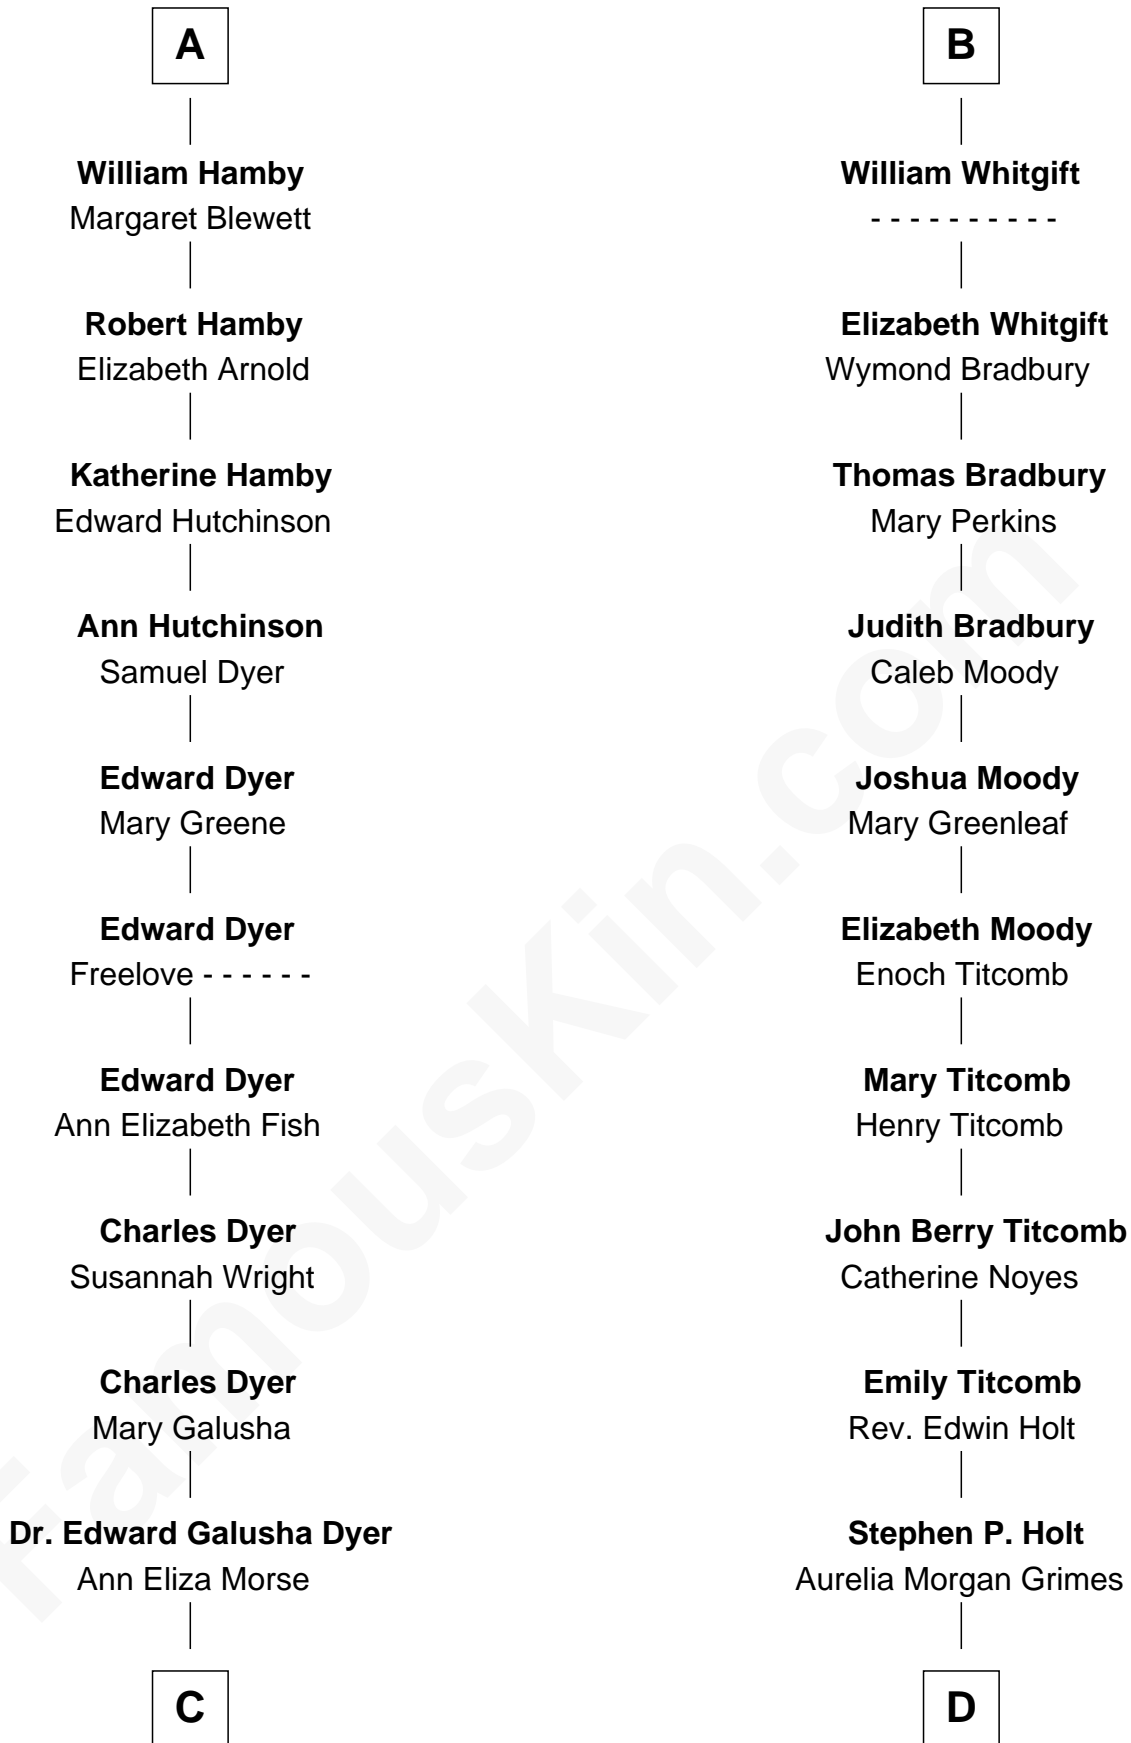 A
William Hamby
Margaret Blewett
Robert Hamby
Elizabeth Arnold
Katherine Hamby
Edward Hutchinson
Ann Hutchinson
Samuel Dyer
Edward Dyer
Mary Greene
Edward Dyer
Freelove - - - - - -
Edward Dyer
Ann Elizabeth Fish
Charles Dyer
Susannah Wright
Charles Dyer
Mary Galusha
Dr. Edward Galusha Dyer
Ann Eliza Morse
C
B
William Whitgift
- - - - - - - - - -
Elizabeth Whitgift
Wymond Bradbury
Thomas Bradbury
Mary Perkins
Judith Bradbury
Caleb Moody
Joshua Moody
Mary Greenleaf
Elizabeth Moody
Enoch Titcomb
Mary Titcomb
Henry Titcomb
John Berry Titcomb
Catherine Noyes
Emily Titcomb
Rev. Edwin Holt
Stephen P. Holt
Aurelia Morgan Grimes
D
FamousKin.com